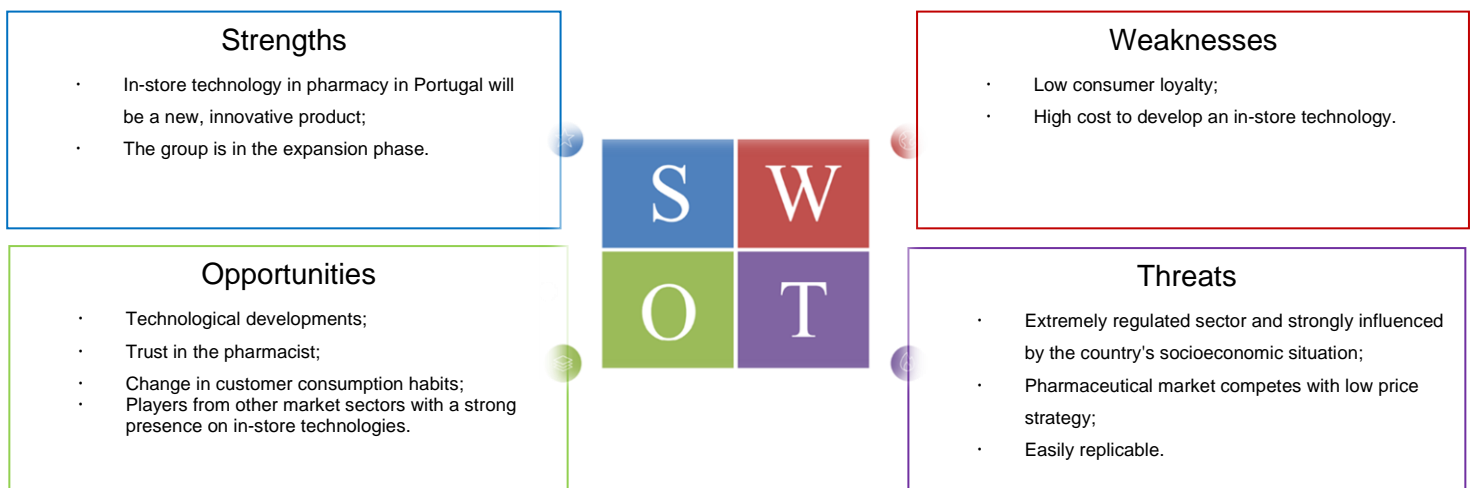 Strengths
· In-store technology in pharmacy in Portugal will
be a new, innovative product;
· The group is in the expansion phase.
Weaknesses
· Low consumer loyalty;
· High cost to develop an in-store technology.
S W
O T
Opportunities
· Technological developments;
· Trust in the pharmacist;
· Change in customer consumption habits;
· Players from other market sectors with a strong
presence on in-store technologies.
Threats
· Extremely regulated sector and strongly influenced
by the country's socioeconomic situation;
· Pharmaceutical market competes with low price
strategy;
· Easily replicable.